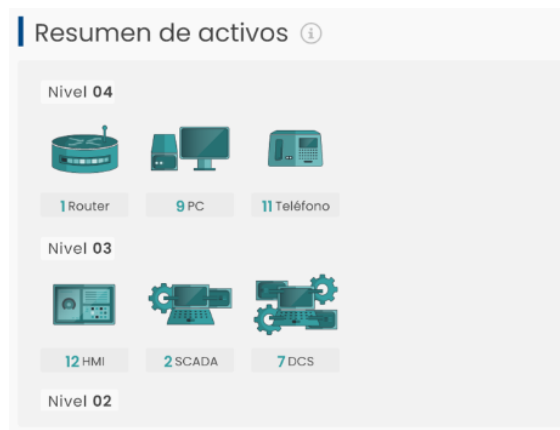 Resumen de activos
Nivel 04
1 Router
9 PC
11 Teléfono
Nivel 03
12 HMI
2 SCADA
7 DCS
Nivel 02